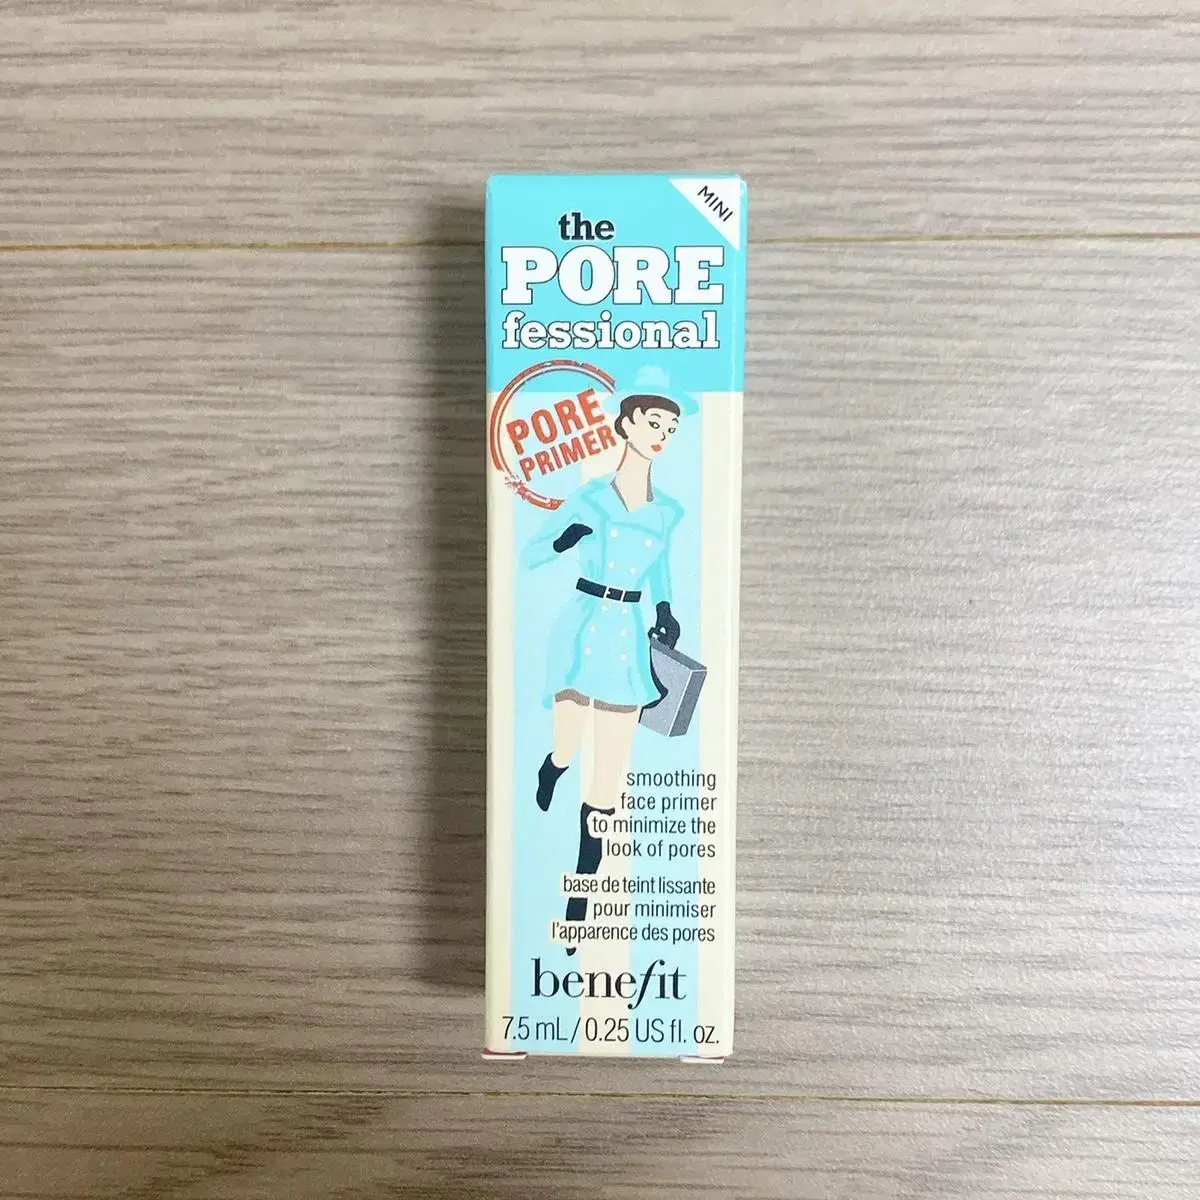 MINI
the
PORE
fessional
PORE
PRIMER
smoothing
face primer
to minimize the
look of pores
base de teint lissante
pour minimiser
l'apparence des pores
benefit
7.5 mL / 0.25 US fl. oz.